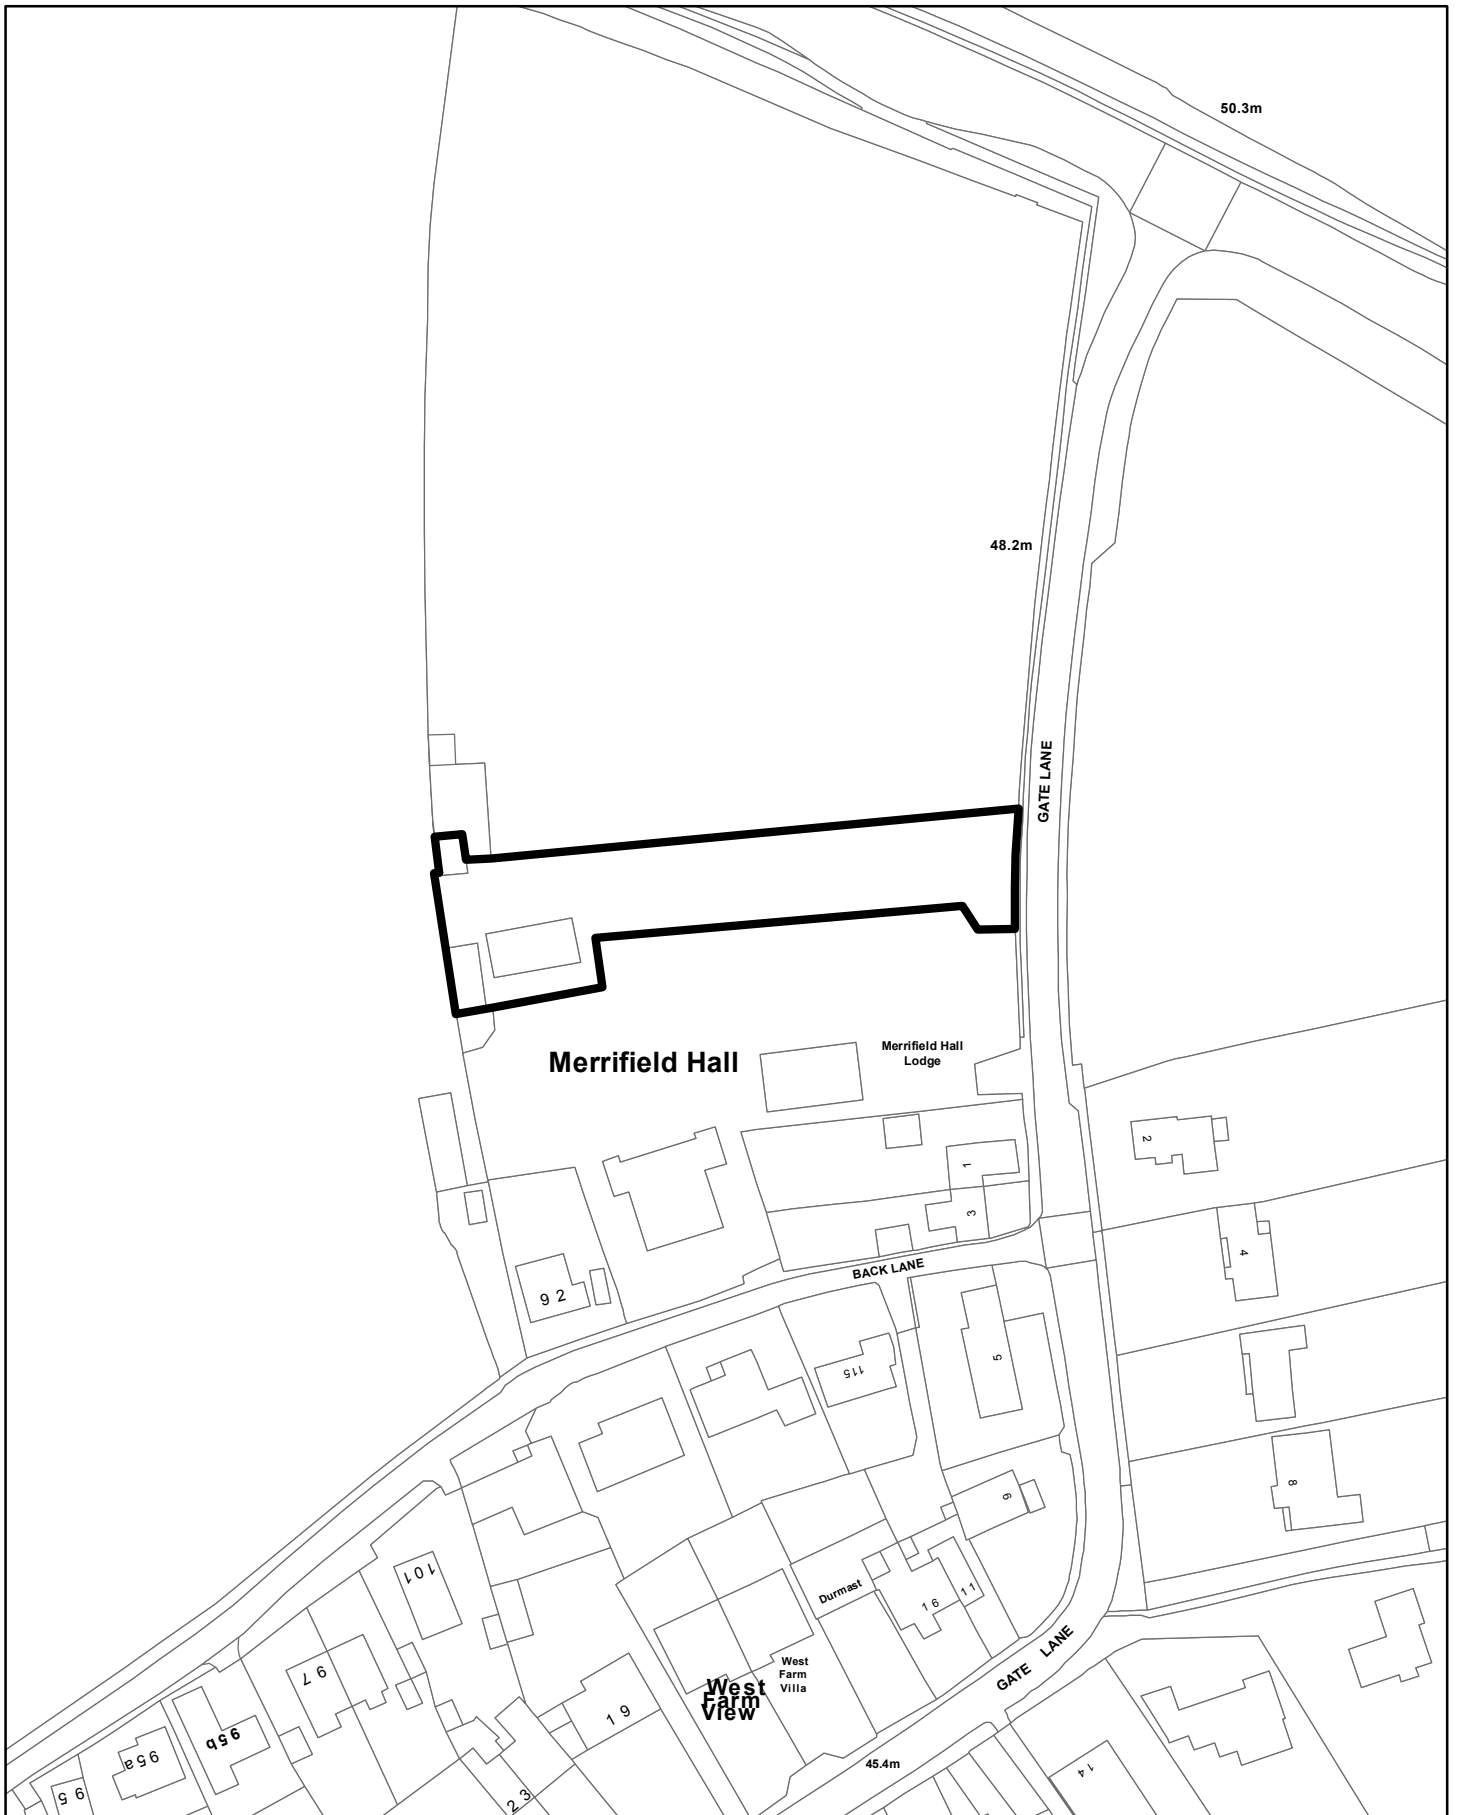 50.3m
48.2m
GATE LANE
Merrifield Hall
Merrifield Hall
Lodge
2
1
3
4
BACK LANE
92
5
115
8
9
101
Durmast
16
11
GATE LANE
97
West
Farm
Villa
West
Farm
View
19
95b
95a
95
23
45.4m
14